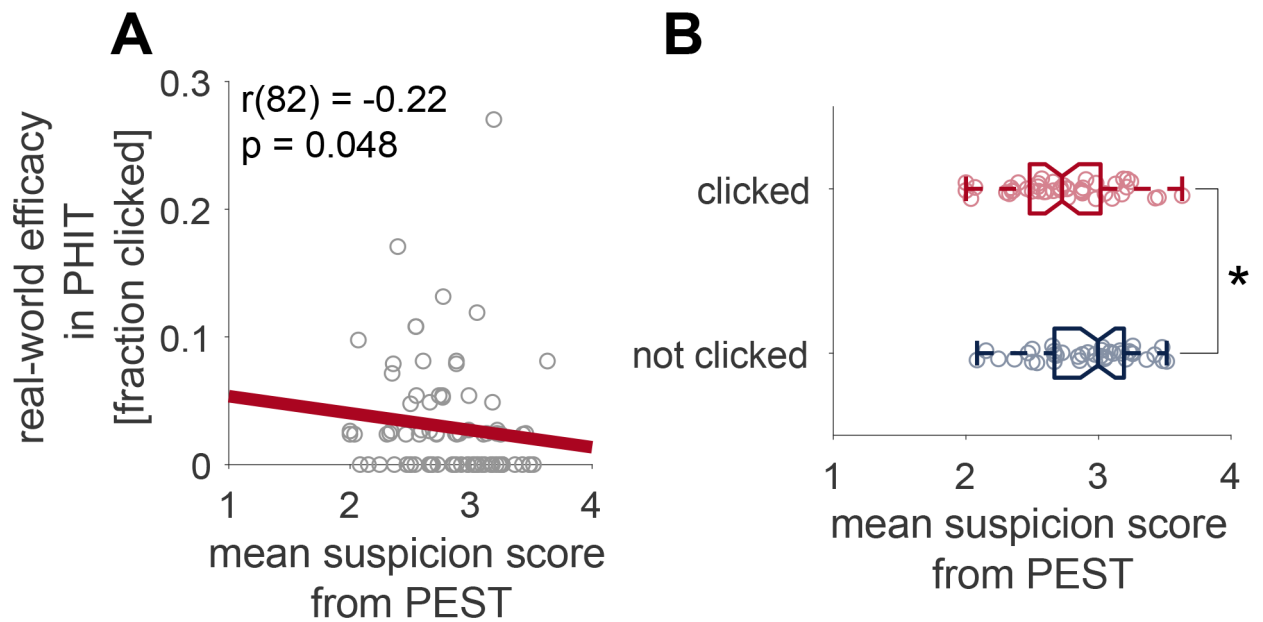 A
real-world efficacy
in PHIT
[fraction clicked]
0.3
0.2
0.1
0
r(82) = -0.22
p = 0.048
1 2 3 4
mean suspicion score
from PEST
B
clicked
not clicked
*
1 2 3 4
mean suspicion score
from PEST